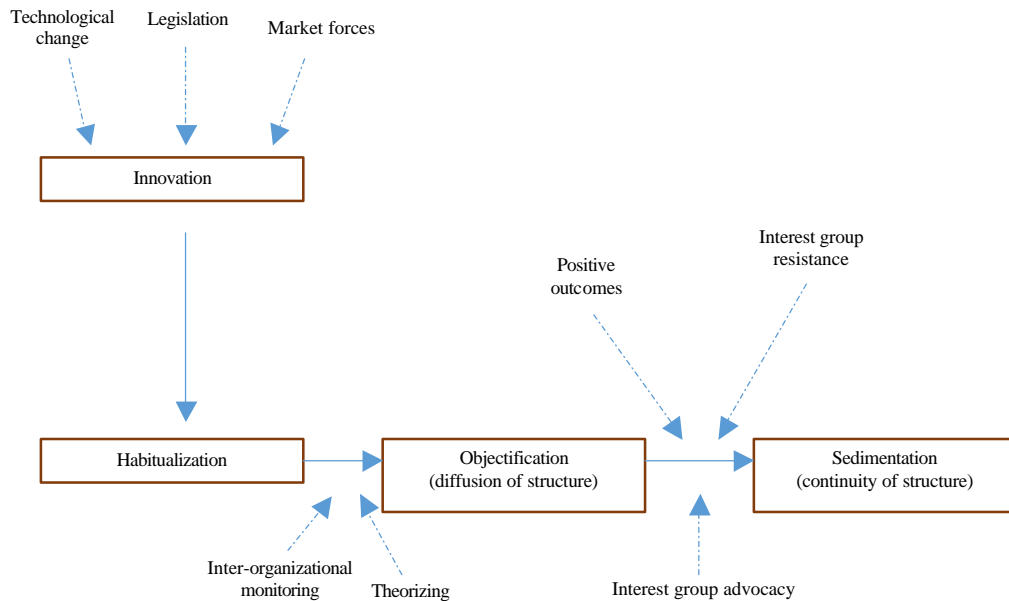 Technological
change
Legislation
Market forces
Innovation
Interest group
resistance
Positive
outcomes
Habitualization
Objectification
(diffusion of structure)
Sedimentation
(continuity of structure)
Inter-organizational
monitoring
Theorizing
Interest group advocacy